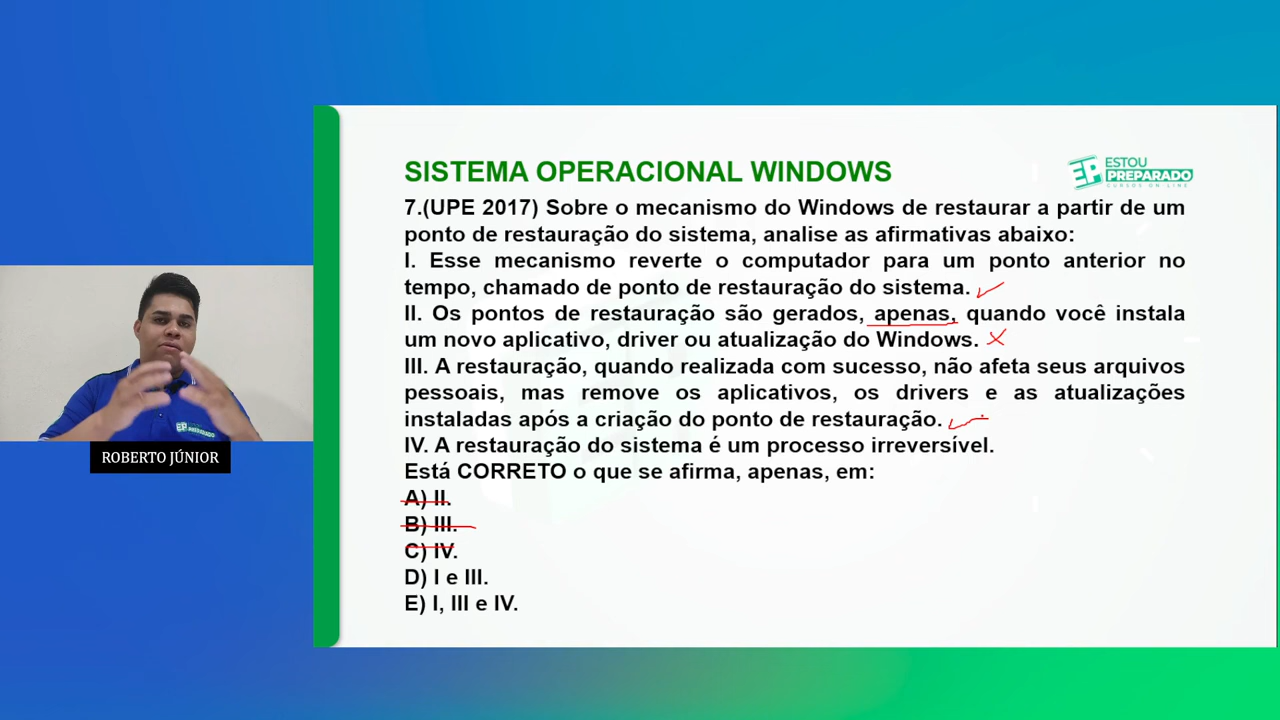 SISTEMA OPERACIONAL WINDOWS
ESTOU
EP PREPARADO
CURSOS ON-LINE
7.(UPE 2017) Sobre o mecanismo do Windows de restaurar a partir de um
ponto de restauração do sistema, analise as afirmativas abaixo:
I. Esse mecanismo reverte o computador para um ponto anterior no
tempo, chamado de ponto de restauração do sistema.
II. Os pontos de restauração são gerados, apenas, quando você instala
um novo aplicativo, driver ou atualização do Windows.
III. A restauração, quando realizada com sucesso, não afeta seus arquivos
pessoais, mas remove os aplicativos, os drivers e as atualizações
instaladas após a criação do ponto de restauração.
IV. A restauração do sistema é um processo irreversível.
Está CORRETO o que se afirma, apenas, em:
A) II.
B) III.
C) IV.
D) I e III.
E) I, III e IV.
EP PREPARADO
ROBERTO JÚNIOR